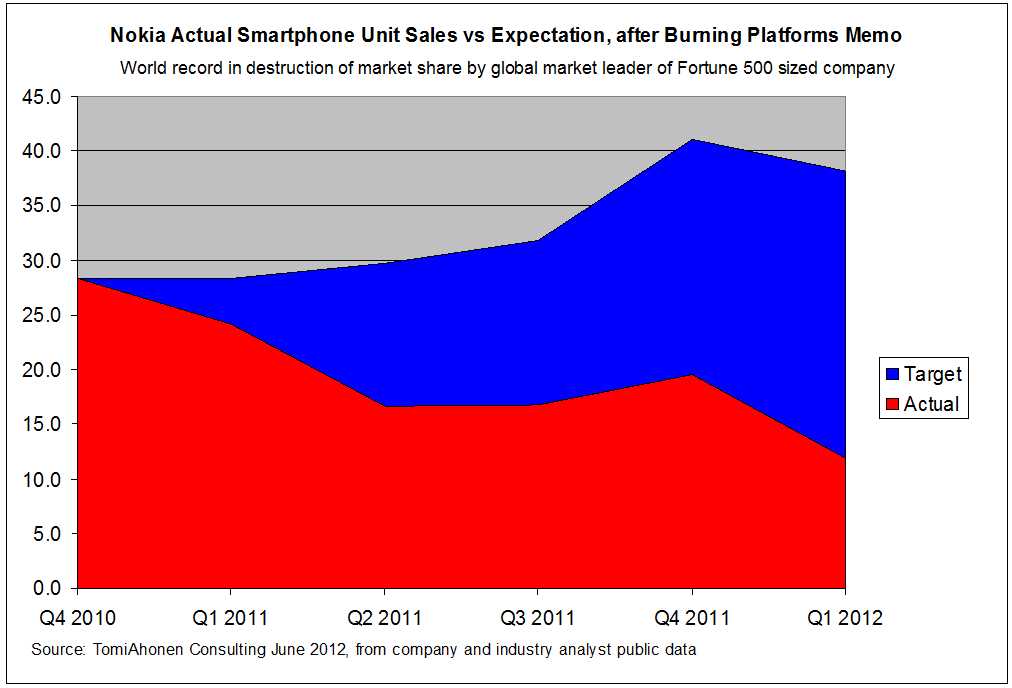 Nokia Actual Smartphone Unit Sales vs Expectation, after Burning Platforms Memo
World record in destruction of market share by global market leader of Fortune 500 sized company
45.0
40.0
35.0
30.0
25.0
20.0
15.0
10.0
5.0
0.0
Q4 2010 Q1 2011 Q2 2011 Q3 2011 Q4 2011 Q1 2012
Target
Actual
Source: TomiAhonen Consulting June 2012, from company and industry analyst public data